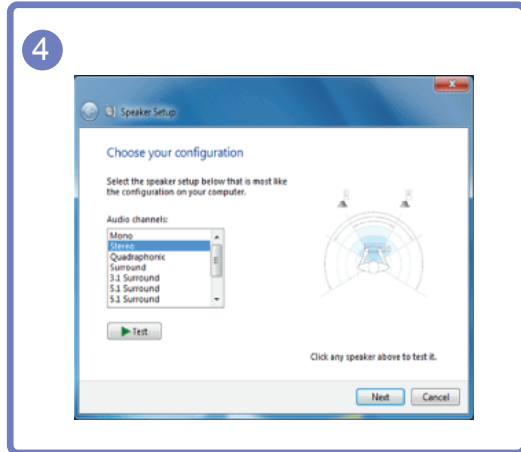 4
Speaker Setup
Choose your configuration
Select the speaker setup below that is most like
the configuration on your computer.
Audio channels:
Mono
Stereo
Quadraphonic
Surround
3.1 Surround
5.1 Surround
5.1 Surround
Test
Click any speaker above to test it.
Next
Cancel